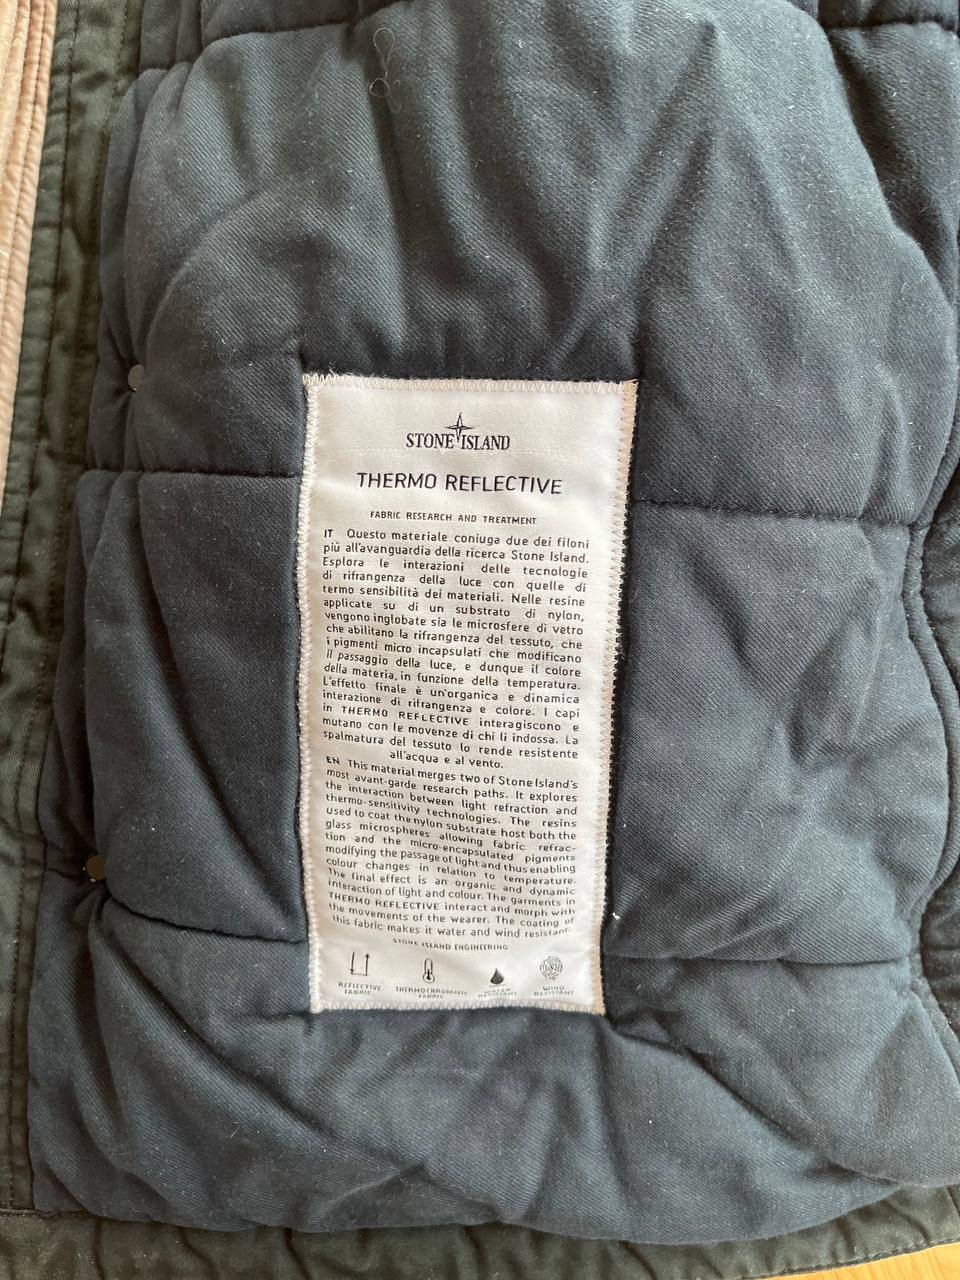 STONE ISLAND
THERMO REFLECTIVE
FABRIC RESEARCH AND TREATMENT
IT Questo materiale coniuga due dei filoni
più all'avanguardia della ricerca Stone Island.
Esplora le interazioni delle tecnologie
di rifrangenza della luce con quelle di
termo sensibilità dei materiali. Nelle resine
applicate su di un substrato di nylon,
vengono inglobate sia le microsfere di vetro
che abilitano la rifrangenza del tessuto, che
i pigmenti micro incapsulati che modificano
il passaggio della luce, e dunque il colore
della materia, in funzione della temperatura.
L'effetto finale è un'organica e dinamica
interazione di rifrangenza e colore. I capi
in THERMO REFLECTIVE interagiscono e
mutano con le movenze di chi li indossa. La
spalmatura del tessuto lo rende resistente
all'acqua e al vento.
EN This material merges two of Stone Island's
most avant-garde research paths. It explores
the interaction between light refraction and
thermo-sensitivity technologies. The resins
used to coat the nylon substrate host both the
glass microspheres allowing fabric refrac-
tion and the micro-encapsulated pigments
modifying the passage of light and thus enabling
colour changes in relation to temperature.
The final effect is an organic and dynamic
interaction of light and colour. The garments in
THERMO REFLECTIVE interact and morph with
the movements of the wearer. The coating of
this fabric makes it water and wind resistant.
STONE ISLAND ENGINEERING
REFLECTIVE THERMOCHROMATIC WATER WIND
FABRIC FABRIC RESISTANT RESISTANT